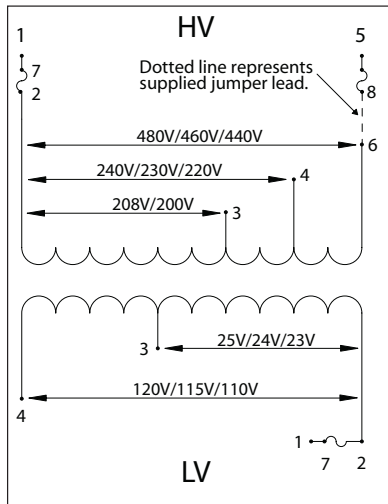 HV
1
5
7
2
8
Dotted line represents
supplied jumper lead.
480V/460V/440V
6
240V/230V/220V
4
208V/200V
3
3
25V/24V/23V
4
120V/115V/110V
1
7
2
LV